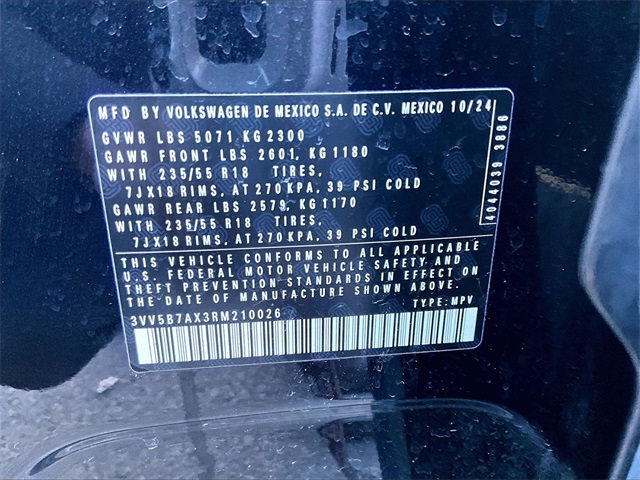 MFD BY VOLKSWAGEN DE MEXICO S.A. DE C.V. MEXICO 10/24
GVWR LBS 5071 KG 2300
GAWR FRONT LBS 2601, KG 1180
WITH 235/55 R18 TIRES,
7JX18 RIMS, AT 270 KPA, 39 PSI COLD
GAWR REAR LBS 2579, KG 1170
WITH 235/55 R18 TIRES,
7JX18 RIMS, AT 270 KPA, 39 PSI COLD
4044039 3886
THIS VEHICLE CONFORMS TO ALL APPLICABLE
U.S. FEDERAL MOTOR VEHICLE SAFETY AND
THEFT PREVENTION STANDARDS IN EFFECT ON
THE DATE OF MANUFACTURE SHOWN ABOVE
3VV5B7AX3RM210026 TYPE: MPV